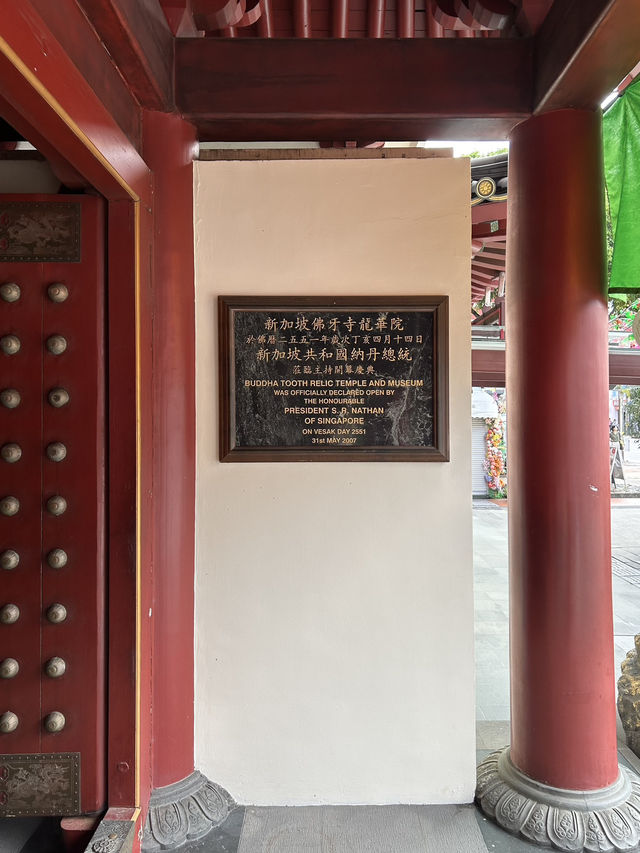 新加坡佛牙寺龍華院
於佛曆二五五一年歲次丁亥四月十四日
新加坡共和國納丹總統
蒞臨主持開幕慶典
BUDDHA TOOTH RELIC TEMPLE AND MUSEUM
WAS OFFICIALLY DECLARED OPEN BY
THE HONOURABLE
PRESIDENT S. R. NATHAN
OF SINGAPORE
ON VESAK DAY 2551
31st MAY 2007